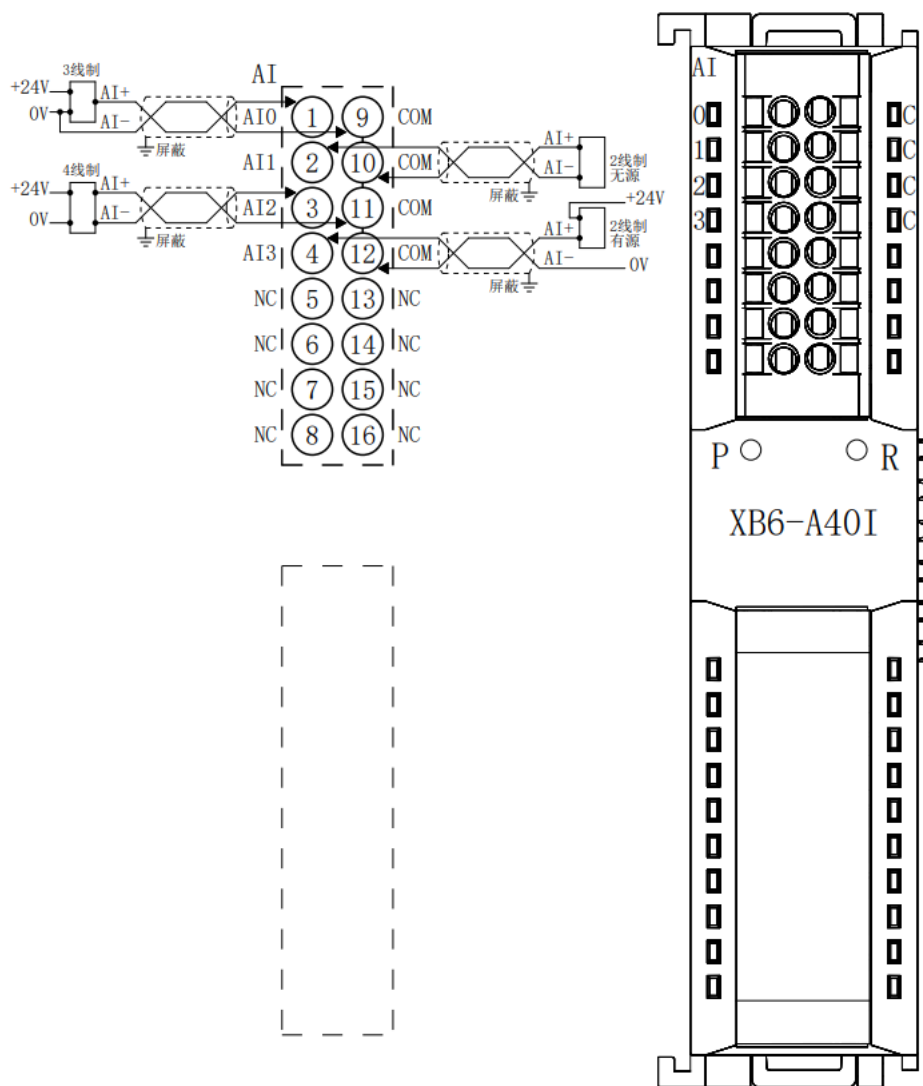 AI
3线制
+24V
0V
AI+
AI-
屏蔽
AI0
1
9
COM
AI1
2
10
COM
AI+
AI-
2线制
无源
屏蔽
4线制
+24V
0V
AI+
AI-
屏蔽
AI2
3
11
COM
+24V
AI3
4
12
COM
AI+
AI-
2线制
有源
0V
屏蔽
NC
5
13
NC
NC
6
14
NC
NC
7
15
NC
NC
8
16
NC
AI
0
C
1
C
2
C
3
C
P
R
XB6-A40I